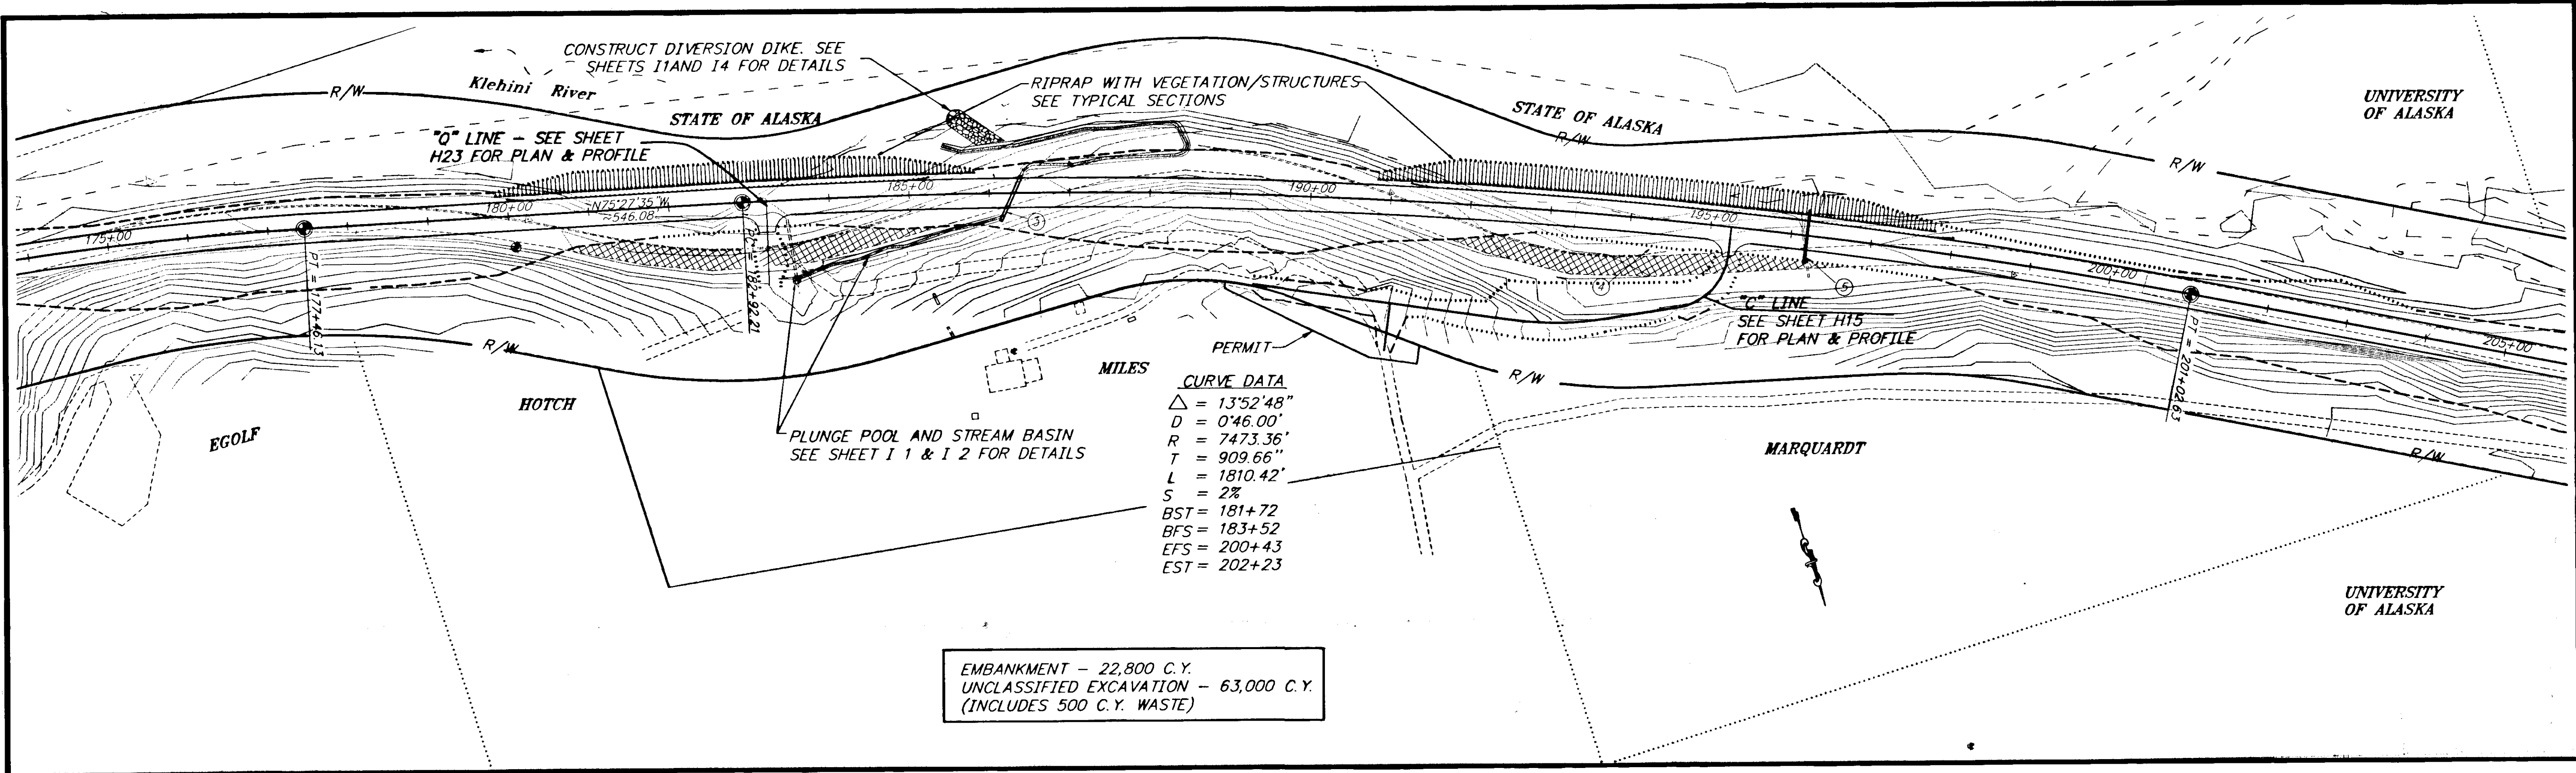 CONSTRUCT DIVERSION DIKE. SEE
SHEETS I1AND I4 FOR DETAILS
Klehini River
R/W
STATE OF ALASKA
RIPRAP WITH VEGETATION/STRUCTURES
SEE TYPICAL SECTIONS
STATE OF ALASKA
R/W
UNIVERSITY
OF ALASKA
R/W
"Q" LINE - SEE SHEET
H23 FOR PLAN & PROFILE
175+00
180+00
N75°27'35"W
~546.08~
185+00
190+00
195+00
200+00
205+00
PT = 177+46.13
PC = 182+92.21
3
4
5
"C" LINE
SEE SHEET H15
FOR PLAN & PROFILE
R/W
PERMIT
R/W
MILES
HOTCH
EGOLF
PLUNGE POOL AND STREAM BASIN
SEE SHEET I 1 & I 2 FOR DETAILS
CURVE DATA
△ = 13°52'48"
D = 0°46.00'
R = 7473.36'
T = 909.66"
L = 1810.42'
S = 2%
BST = 181+72
BFS = 183+52
EFS = 200+43
EST = 202+23
MARQUARDT
R/W
UNIVERSITY
OF ALASKA
EMBANKMENT - 22,800 C.Y.
UNCLASSIFIED EXCAVATION - 63,000 C.Y.
(INCLUDES 500 C.Y. WASTE)